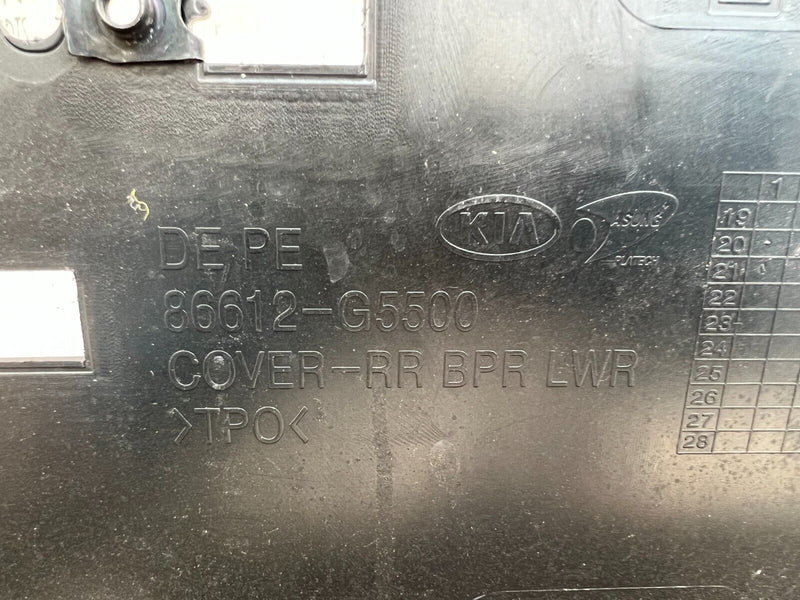 KIA
ASUNG
PLATECH
DE, PE
86612-G5500
COVER-RR BPR LWR
>TPO<
1
19
20
21
22
23
24
25
26
27
28